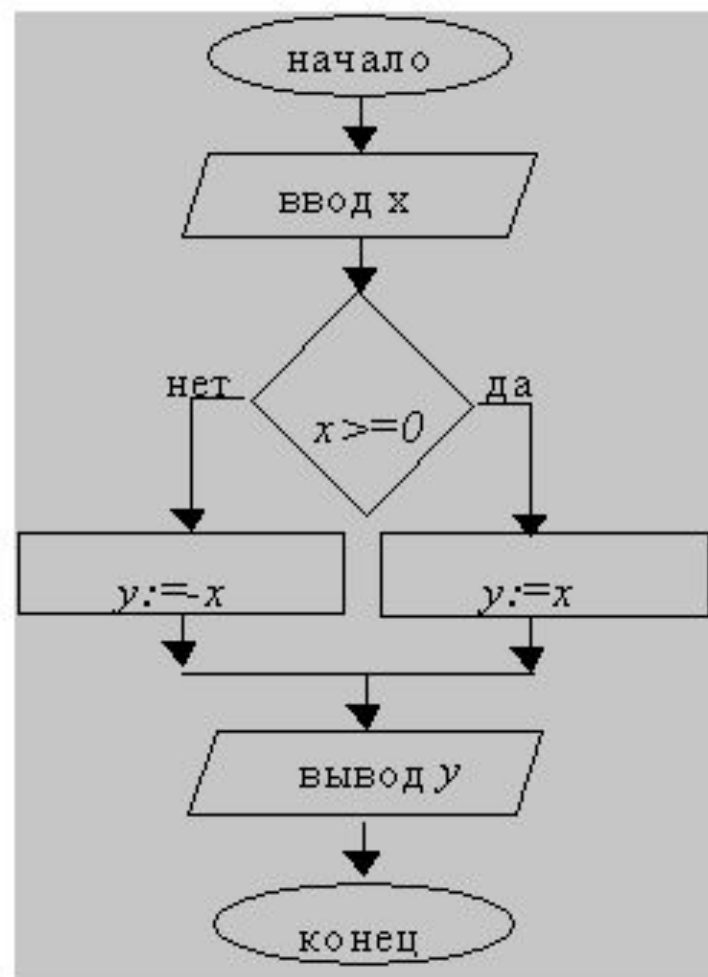 начало
ввод x
нет
да
x>=0
y:=-x
y:=x
вывод y
конец